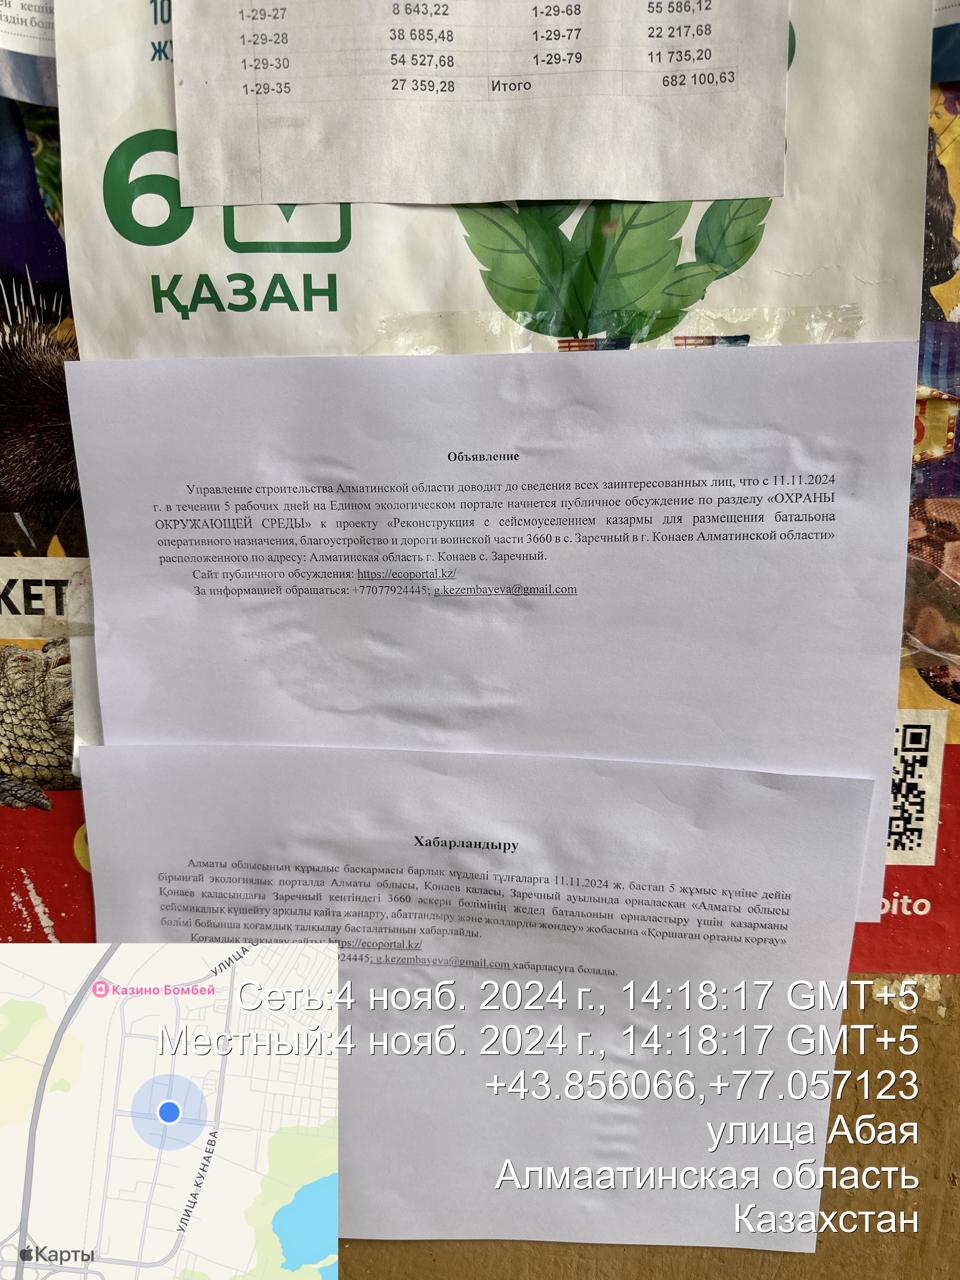 10
1-29-27 8 643,22 1-29-68 55 586,12
1-29-28 38 685,48 1-29-77 22 217,68
1-29-30 54 527,68 1-29-79 11 735,20
1-29-35 27 359,28 Итого 682 100,63
6
ҚАЗАН
Объявление
Управление строительства Алматинской области доводит до сведения всех заинтересованных лиц, что с 11.11.2024
г. в течении 5 рабочих дней на Едином экологическом портале начнется публичное обсуждение по разделу «ОХРАНЫ
ОКРУЖАЮЩЕЙ СРЕДЫ» к проекту «Реконструкция с сейсмоуселением казармы для размещения батальона
оперативного назначения, благоустройство и дороги воинской части 3660 в с. Заречный в г. Конаев Алматинской области»
расположенного по адресу: Алматинская область г. Конаев с. Заречный.
Сайт публичного обсуждения: https://ecoportal.kz/
За информацией обращаться: +77077924445; g.kezembayeva@gmail.com
КЕТ
Хабарландыру
Алматы облысының құрылыс басқармасы барлық мүдделі тұлғаларға 11.11.2024 ж. бастап 5 жұмыс күніне дейін
бірыңғай экологиялық порталда Алматы облысы, Қонаев қаласы, Заречный ауылында орналасқан «Алматы облысы
Қонаев қаласындағы Заречный кентіндегі 3660 әскери бөлімінің жедел батальонын орналастыру үшін казарманы
сейсмикалық күшейту арқылы қайта жанарту, абаттандыру және жолдарды жөндеу» жобасына «Қоршаған ортаны қорғау»
бөлімі бойынша қоғамдық талқылау басталатынын хабарлайды.
Қоғамдық талқылау сайты: https://ecoportal.kz/
924445; g.kezembayeva@gmail.com хабарласуға болады.
oito
УЛИЦА
Казино Бомбей
УЛИЦА КУНАЕВА
Карты
Сеть:4 нояб. 2024 г., 14:18:17 GMT+5
Местный:4 нояб. 2024 г., 14:18:17 GMT+5
+43.856066,+77.057123
улица Абая
Алмаатинская область
Казахстан